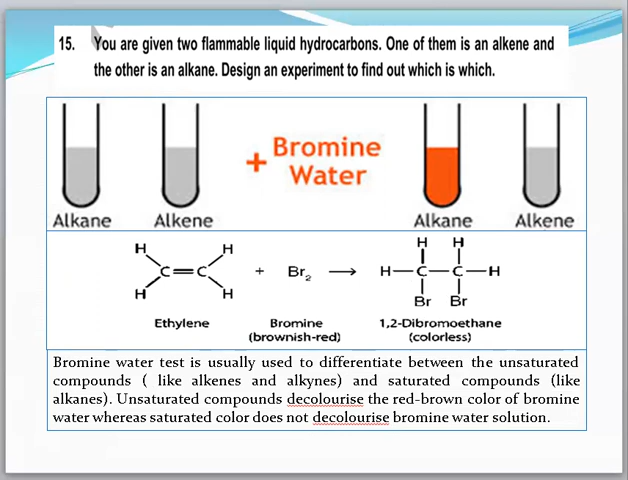 15. You are given two flammable liquid hydrocarbons. One of them is an alkene and
the other is an alkane. Design an experiment to find out which is which.
Alkane
Alkene
+ Bromine
Water
Alkane
Alkene
H H H H
C=C + Br2 → H—C—C—H
H H Br Br
Ethylene
Bromine
(brownish-red)
1,2-Dibromoethane
(colorless)
Bromine water test is usually used to differentiate between the unsaturated
compounds ( like alkenes and alkynes) and saturated compounds (like
alkanes). Unsaturated compounds decolourise the red-brown color of bromine
water whereas saturated color does not decolourise bromine water solution.